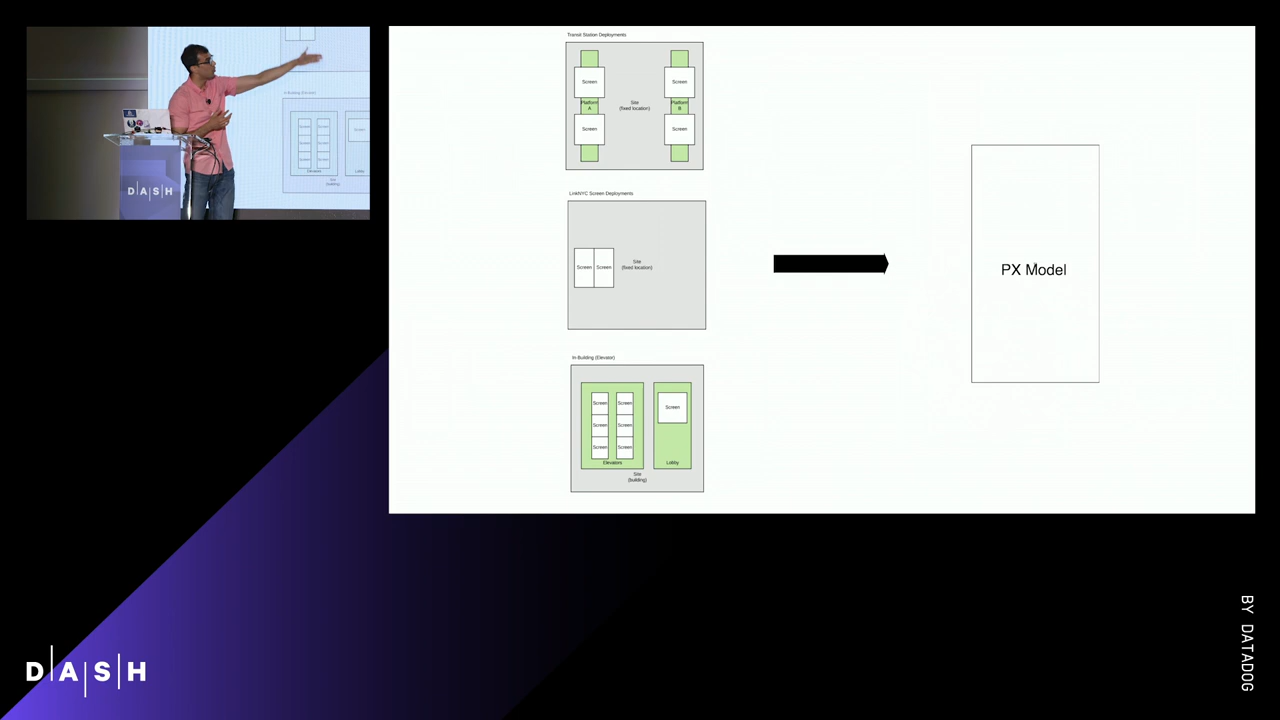 Transit Station Deployments
Screen
Screen
Platform
A
Site
(fixed location)
Platform
B
Screen
Screen
LinkNYC Screen Deployments
Screen
Screen
Site
(fixed location)
PX Model
In-Building (Elevator)
Screen
Screen
Screen
Screen
Screen
Screen
Screen
Elevators
Lobby
Site
(building)
DASH
DASH
BY DATADOG